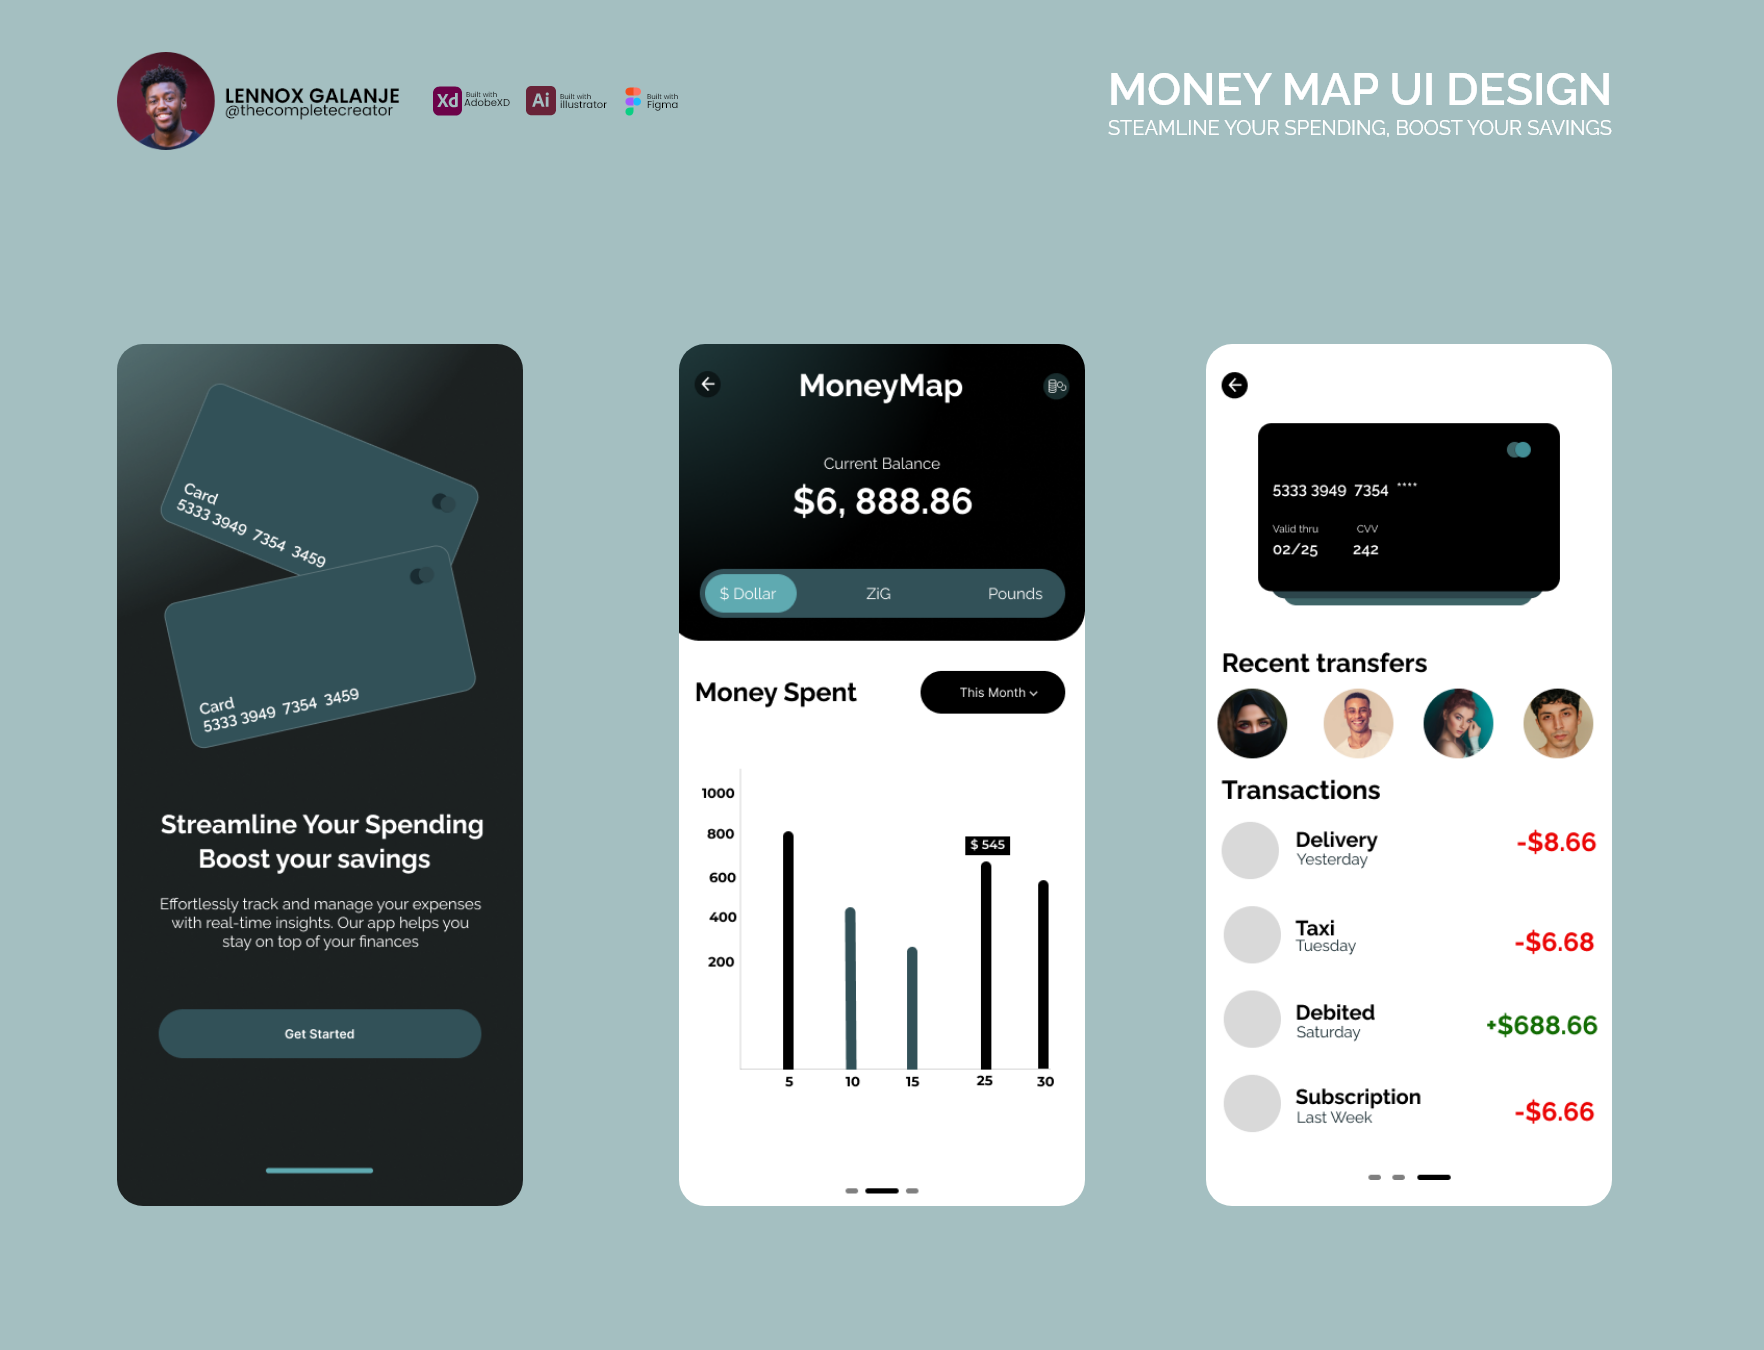 LENNOX GALANJE
@thecompletecreator
Xd
Built with
AdobeXD
Ai
Built with
illustrator
Built with
Figma
MONEY MAP UI DESIGN
STEAMLINE YOUR SPENDING, BOOST YOUR SAVINGS
Card
5333 3949 7354 3459
Card
5333 3949 7354 3459
Streamline Your Spending
Boost your savings
Effortlessly track and manage your expenses
with real-time insights. Our app helps you
stay on top of your finances
Get Started
MoneyMap
Current Balance
$6, 888.86
$ Dollar
ZiG
Pounds
Money Spent
This Month
1000
800
600
400
200
$ 545
5
10
15
25
30
5333 3949 7354 ****
Valid thru
CVV
02/25
242
Recent transfers
Transactions
Delivery
Yesterday
-$8.66
Taxi
Tuesday
-$6.68
Debited
Saturday
+$688.66
Subscription
Last Week
-$6.66